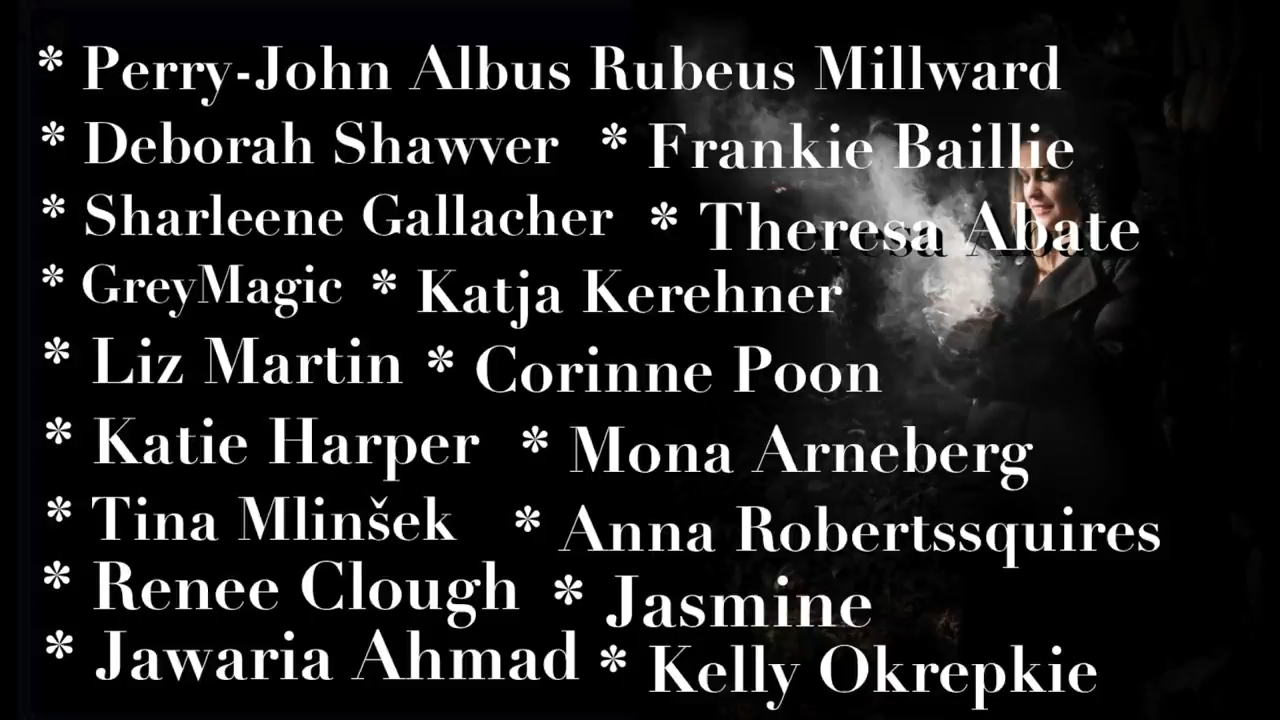 * Perry-John Albus Rubeus Millward
* Deborah Shawver * Frankie Baillie
* Sharleene Gallacher * Theresa Abate
* GreyMagic * Katja Kerehner
* Liz Martin * Corinne Poon
* Katie Harper * Mona Arneberg
* Tina Mlinšek * Anna Robertssquires
* Renee Clough * Jasmine
* Jawaria Ahmad * Kelly Okrepkie